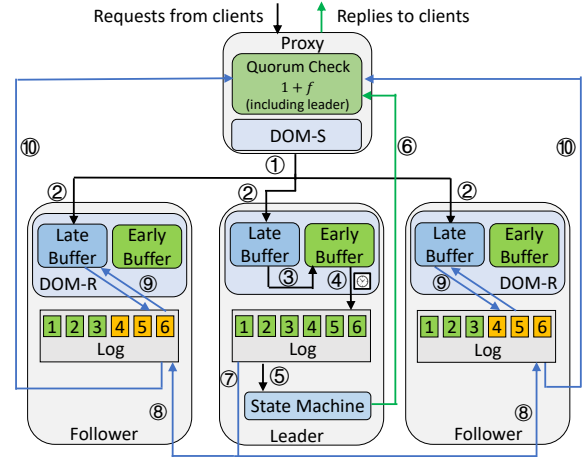 Requests from clients
Replies to clients
Proxy
Quorum Check
1 + f
(including leader)
DOM-S
⑩
①
⑥
⑩
②
②
②
Late
Buffer
Early
Buffer
DOM-R
⑨
Late
Buffer
Early
Buffer
③
④
Late
Buffer
Early
Buffer
DOM-R
⑨
1 2 3 4 5 6
Log
1 2 3 4 5 6
Log
1 2 3 4 5 6
Log
⑦
⑤
⑧
State Machine
⑧
Follower
Leader
Follower